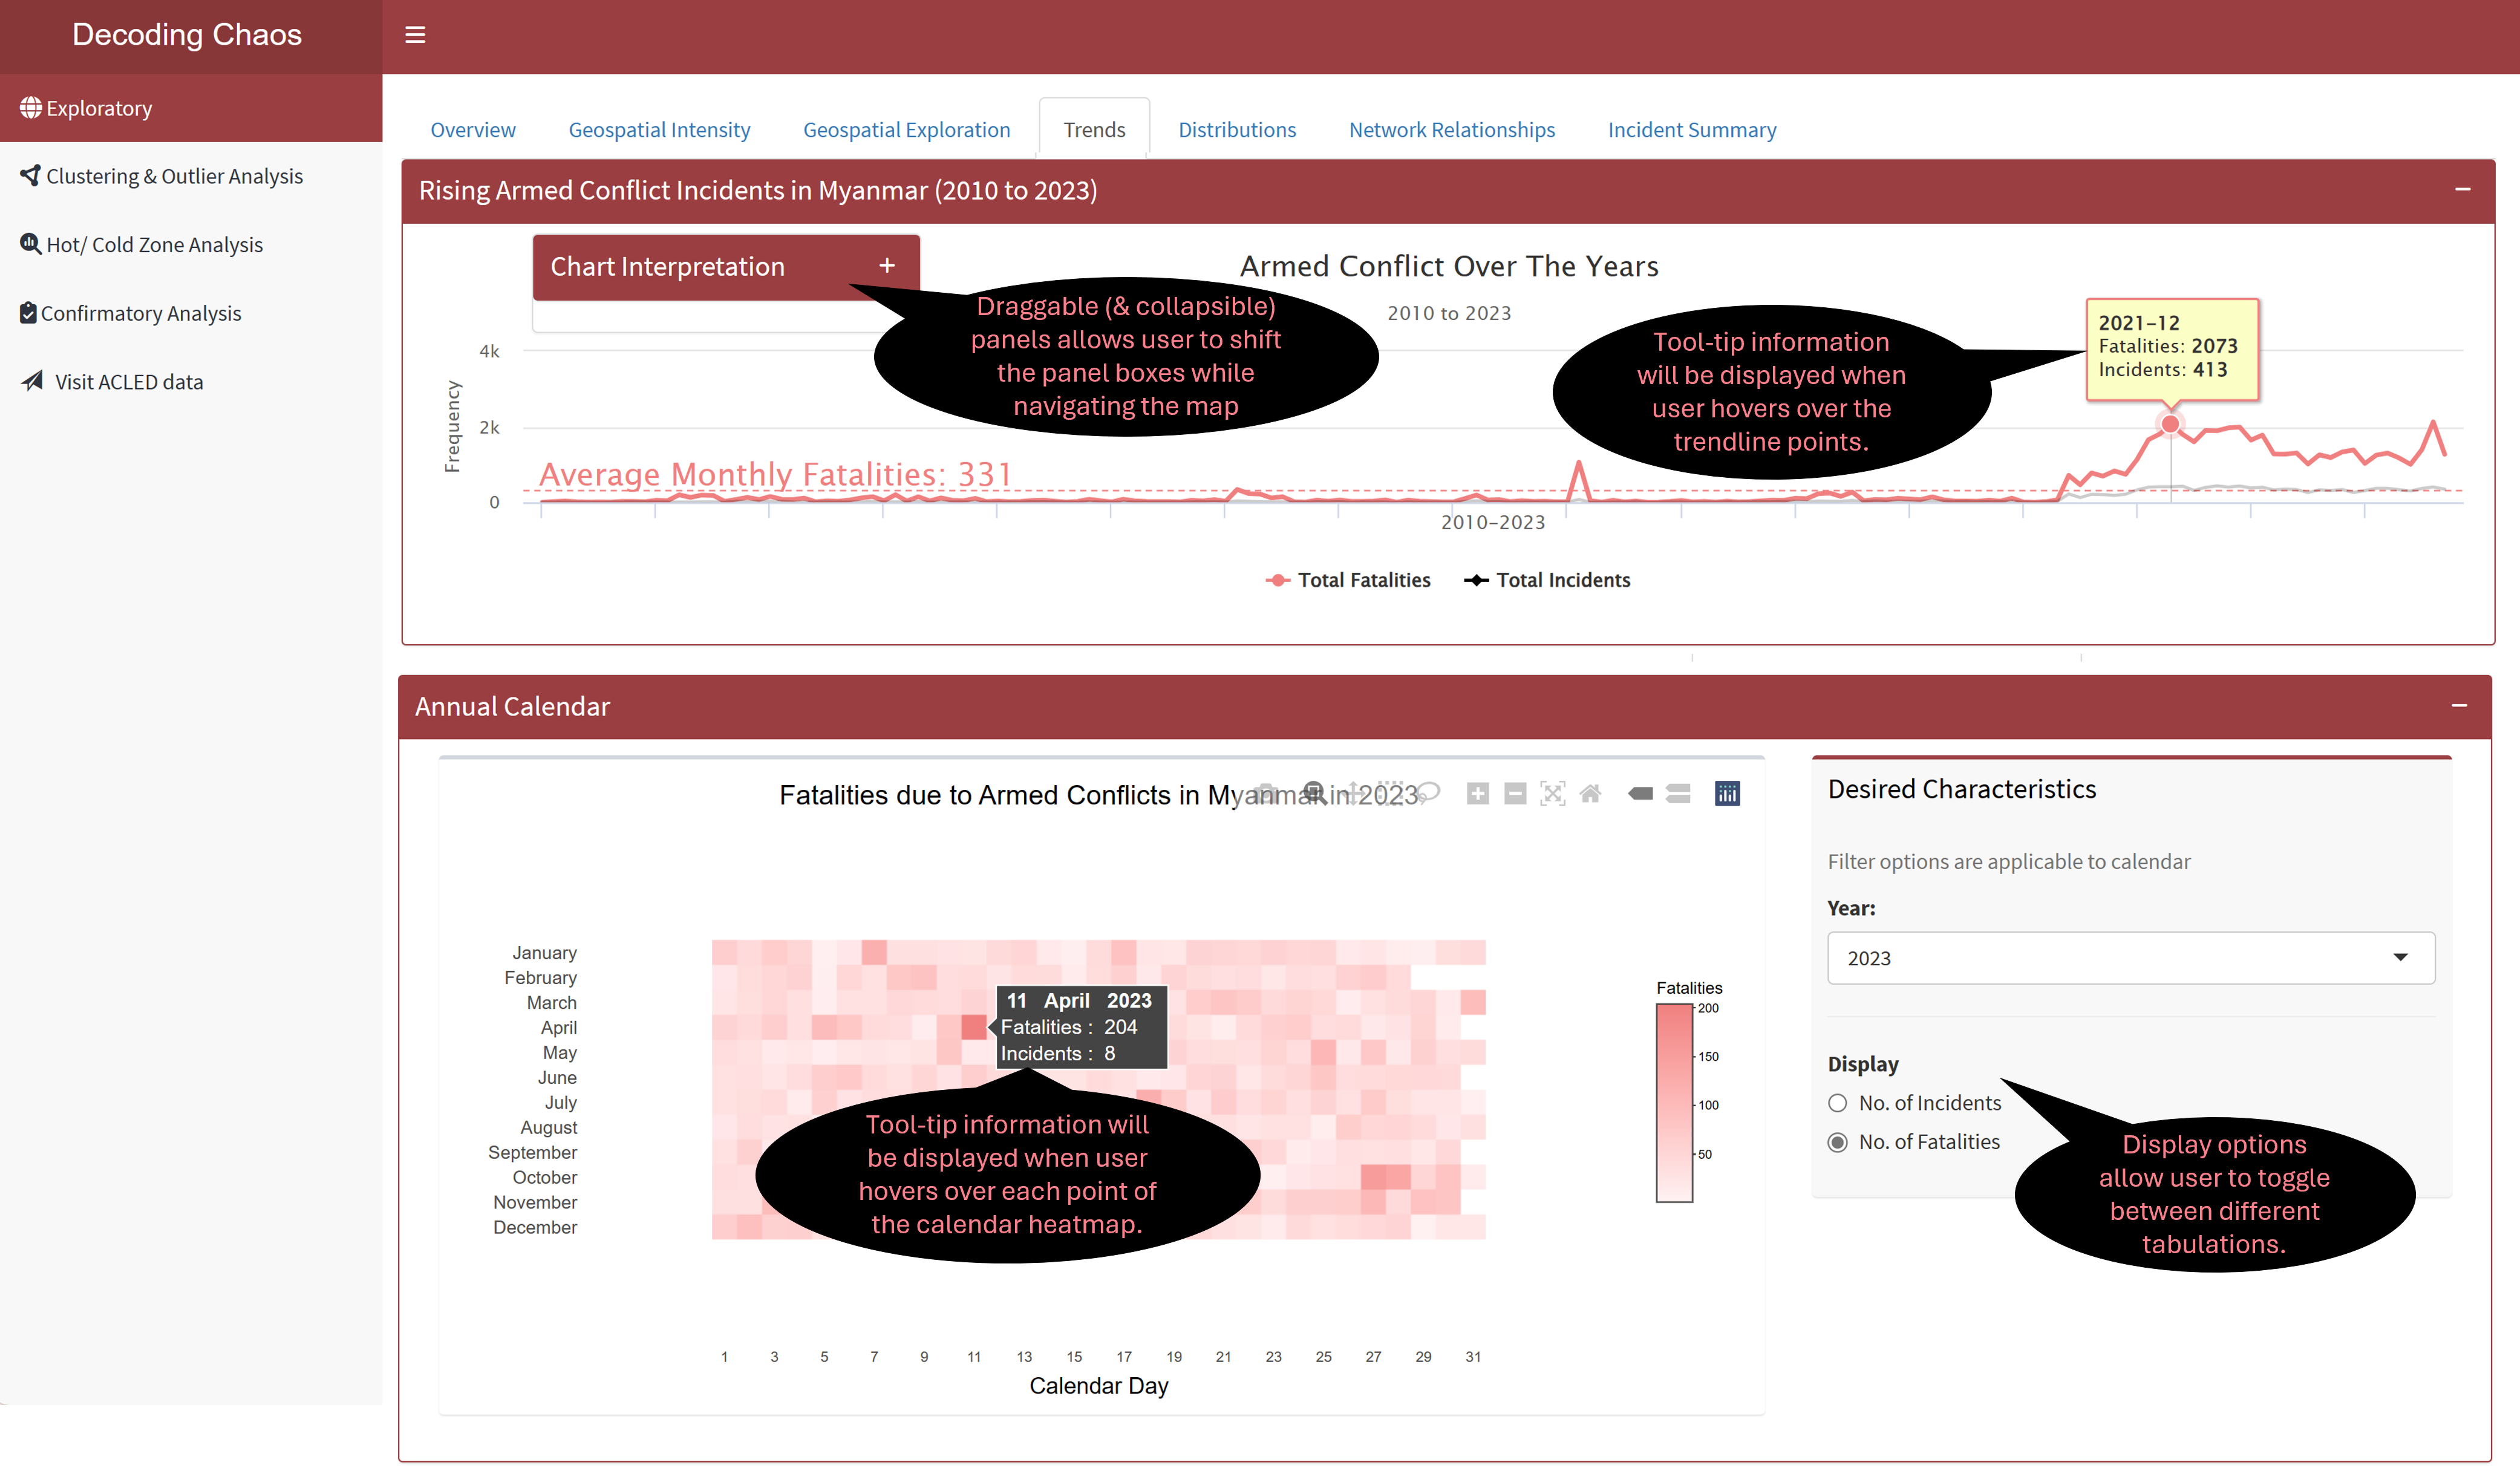 Decoding Chaos
Exploratory
Clustering & Outlier Analysis
Hot/ Cold Zone Analysis
Confirmatory Analysis
Visit ACLED data
Overview
Geospatial Intensity
Geospatial Exploration
Trends
Distributions
Network Relationships
Incident Summary
Rising Armed Conflict Incidents in Myanmar (2010 to 2023)
Chart Interpretation
Draggable (& collapsible)
panels allows user to shift
the panel boxes while
navigating the map
Armed Conflict Over The Years
2010 to 2023
Tool-tip information
will be displayed when
user hovers over the
trendline points.
2021-12
Fatalities: 2073
Incidents: 413
4k
2k
0
Frequency
Average Monthly Fatalities: 331
2010-2023
Total Fatalities
Total Incidents
Annual Calendar
Fatalities due to Armed Conflicts in Myanmar in 2023
January
February
March
April
May
June
July
August
September
October
November
December
11 April 2023
Fatalities : 204
Incidents : 8
Tool-tip information will
be displayed when user
hovers over each point of
the calendar heatmap.
Fatalities
200
150
100
50
1 3 5 7 9 11 13 15 17 19 21 23 25 27 29 31
Calendar Day
Desired Characteristics
Filter options are applicable to calendar
Year:
2023
Display
No. of Incidents
No. of Fatalities
Display options
allow user to toggle
between different
tabulations.